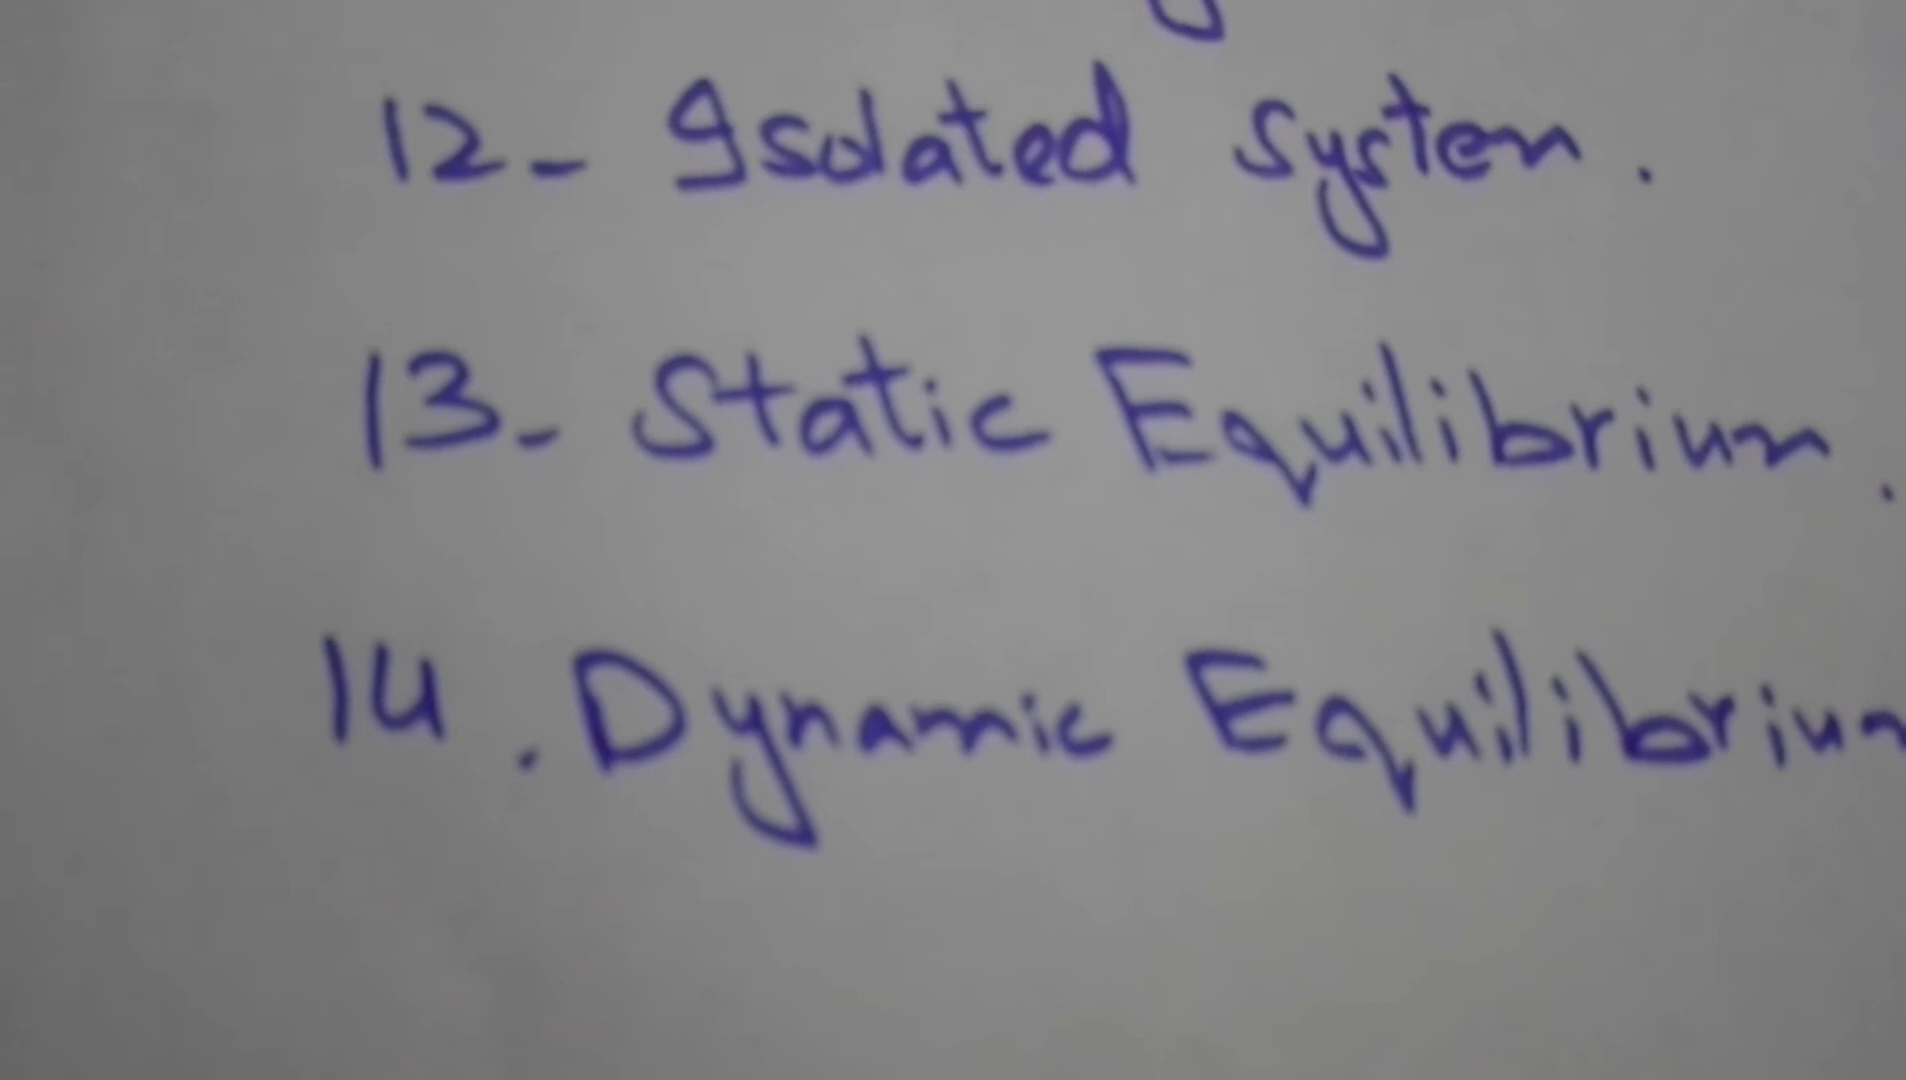 12- Isolated system.
13- Static Equilibrium.
14. Dynamic Equilibrium